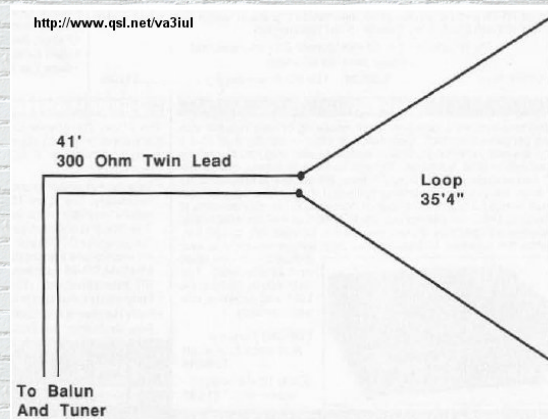 http://www.qsl.net/va3iul
41'
300 Ohm Twin Lead
Loop
35'4"
To Balun
And Tuner